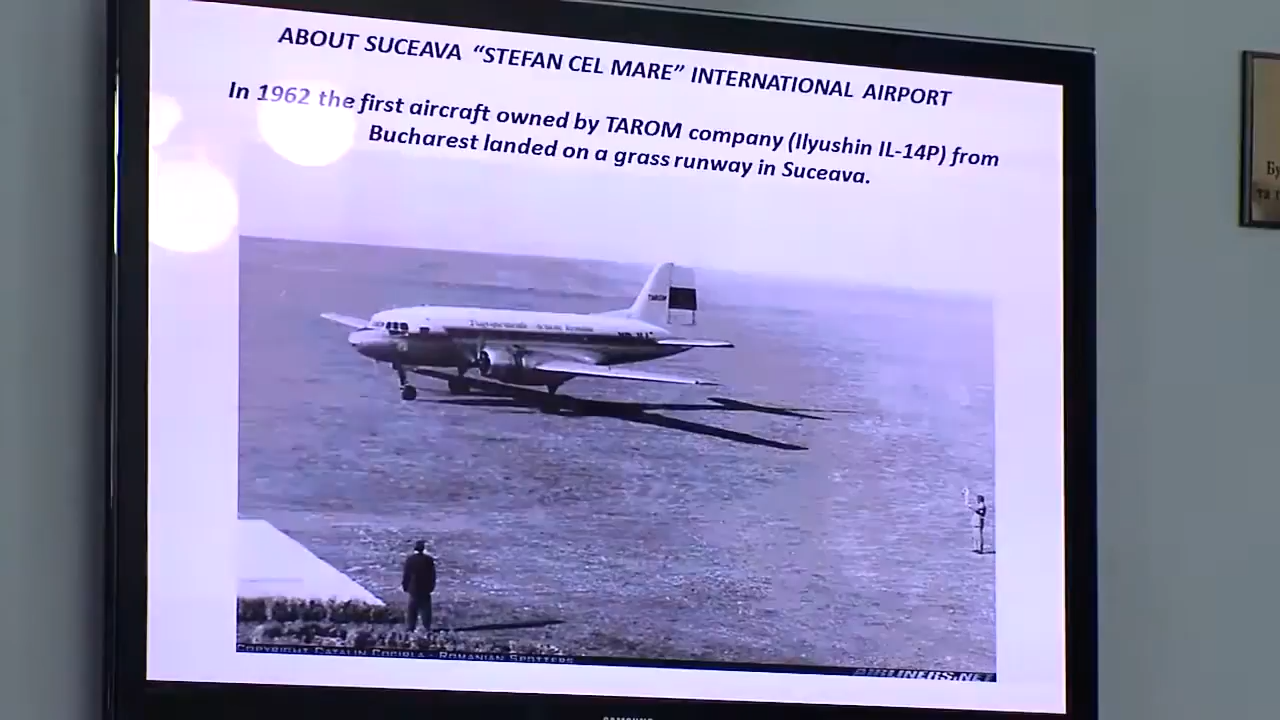 ABOUT SUCEAVA “STEFAN CEL MARE” INTERNATIONAL AIRPORT
In 1962 the first aircraft owned by TAROM company (Ilyushin IL-14P) from
Bucharest landed on a grass runway in Suceava.
TAROM
COPYRIGHT CATALIN COCIRLA - ROMANIAN SPOTTERS
AIRLINERS.NET
SAMSUNG
та